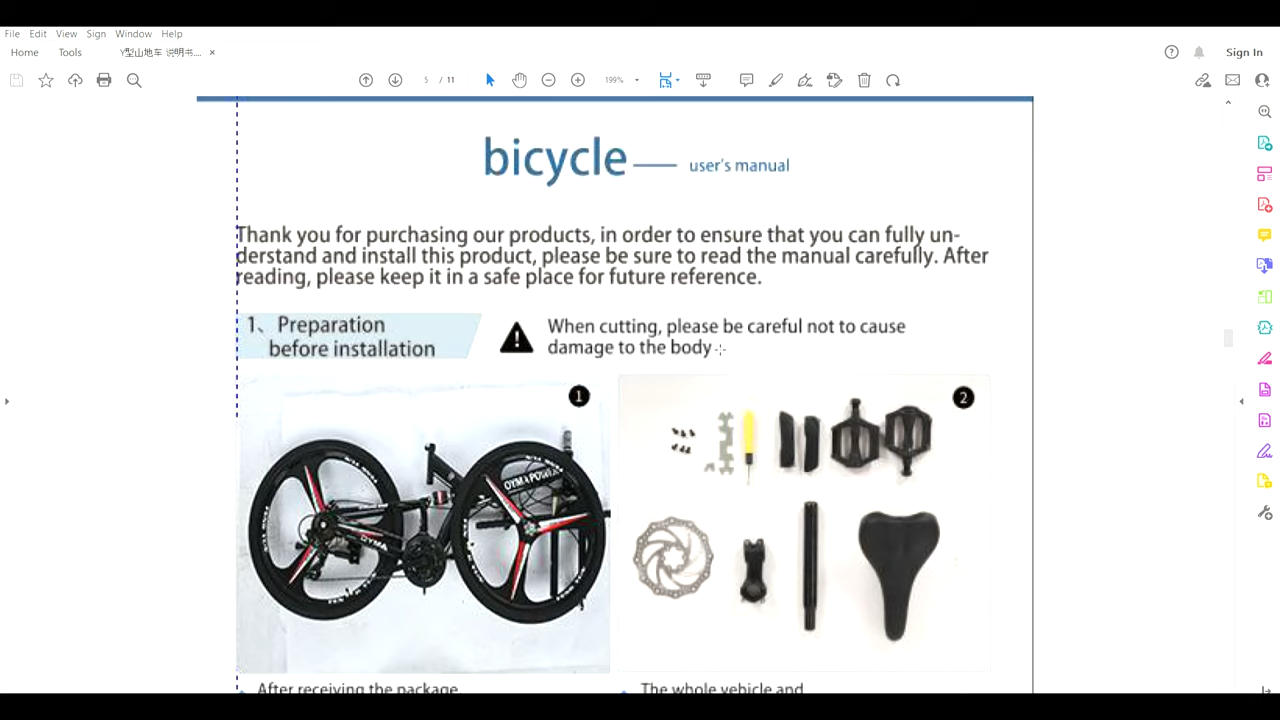 File Edit View Sign Window Help
Home Tools Y型山地车 说明书.... × Sign In
5 / 11 199%
bicycle user's manual
Thank you for purchasing our products, in order to ensure that you can fully un-
derstand and install this product, please be sure to read the manual carefully. After
reading, please keep it in a safe place for future reference.
1、Preparation
before installation
When cutting, please be careful not to cause
damage to the body
1
2
DYMA POWER
DYMA
After receiving the package
The whole vehicle and